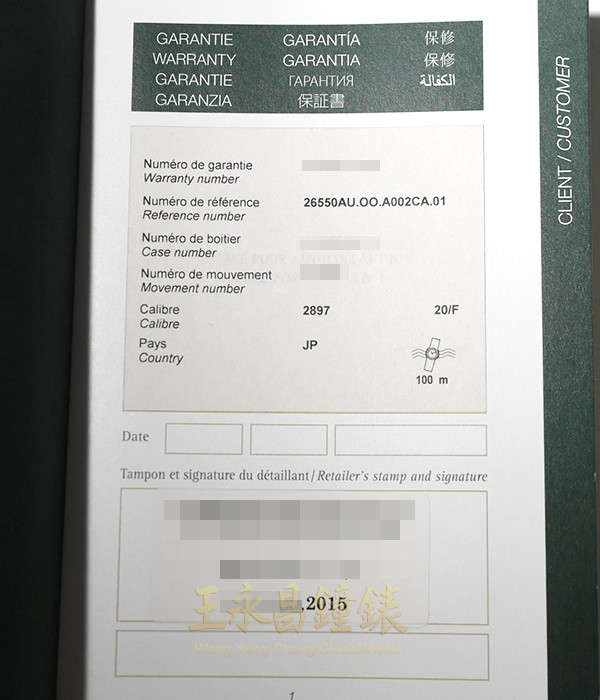 GARANTIE GARANTÍA 保修
WARRANTY GARANTIA 保修
GARANTIE ГАРАНТИЯ الكفالة
GARANZIA 保証書
CLIENT / CUSTOMER
Numéro de garantie
Warranty number
Numéro de référence 26550AU.OO.A002CA.01
Reference number
Numéro de boitier
Case number
Numéro de mouvement
Movement number
Calibre 2897 20/F
Calibre
Pays JP
Country
100 m
Date
Tampon et signature du détaillant / Retailer's stamp and signature
,2015
王永昌鐘錶
1